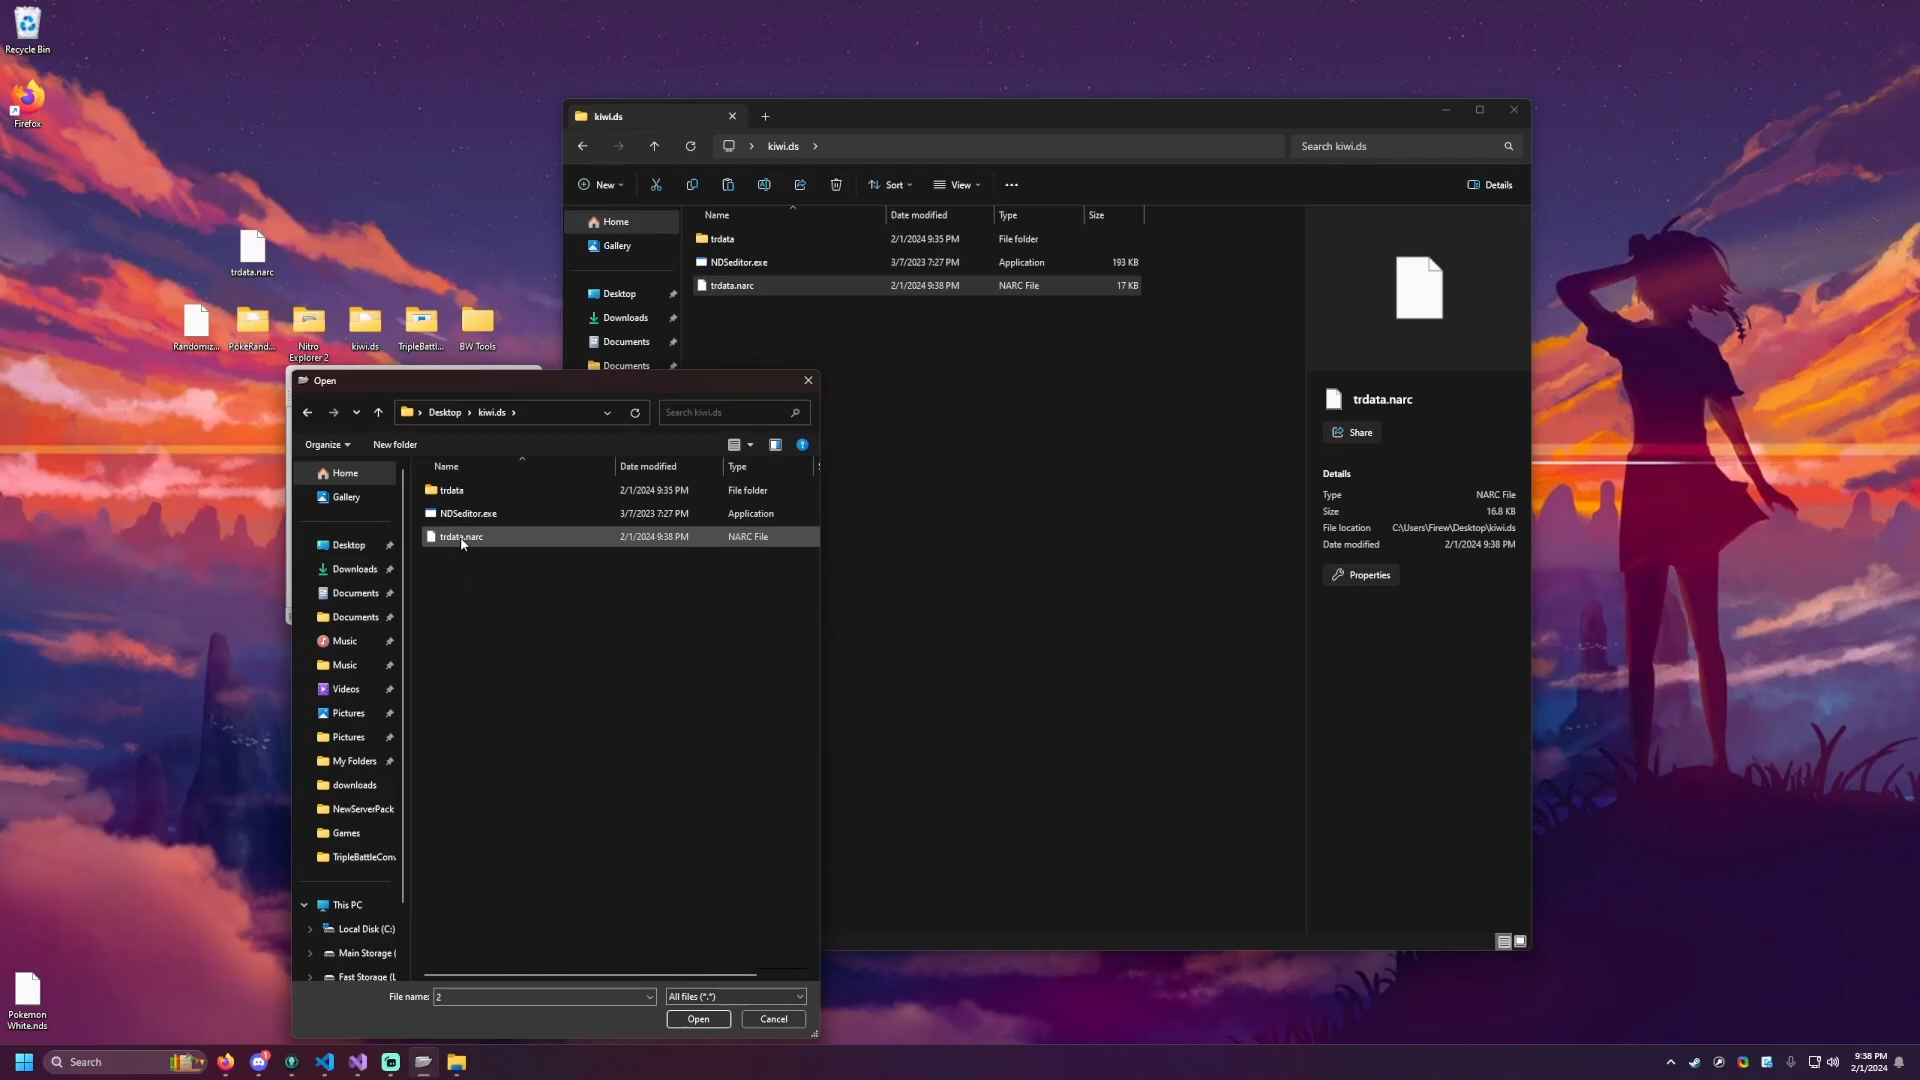 Recycle Bin
Firefox
trdata.narc
Randomiz...
PokeRand...
Nitro
Explorer 2
kiwi.ds
TripleBattl...
BW Tools
Pokemon
White.nds
kiwi.ds
kiwi.ds
Search kiwi.ds
New
Sort
View
Details
Home
Gallery
Desktop
Downloads
Documents
Documents
Name
Date modified
Type
Size
trdata
2/1/2024 9:35 PM
File folder
NDSeditor.exe
3/7/2023 7:27 PM
Application
193 KB
trdata.narc
2/1/2024 9:38 PM
NARC File
17 KB
trdata.narc
Share
Details
Type
NARC File
Size
16.8 KB
File location
C:\Users\Firew\Desktop\kiwi.ds
Date modified
2/1/2024 9:38 PM
Properties
Open
Desktop
kiwi.ds
Search kiwi.ds
Organize
New folder
Home
Gallery
Desktop
Downloads
Documents
Documents
Music
Music
Videos
Pictures
Pictures
My Folders
downloads
NewServerPack
Games
TripleBattleConv
This PC
Local Disk (C:)
Main Storage (
Fast Storage (L
Name
Date modified
Type
trdata
2/1/2024 9:35 PM
File folder
NDSeditor.exe
3/7/2023 7:27 PM
Application
trdata.narc
2/1/2024 9:38 PM
NARC File
File name:
2
All files (*.*)
Open
Cancel
Search
9:38 PM
2/1/2024